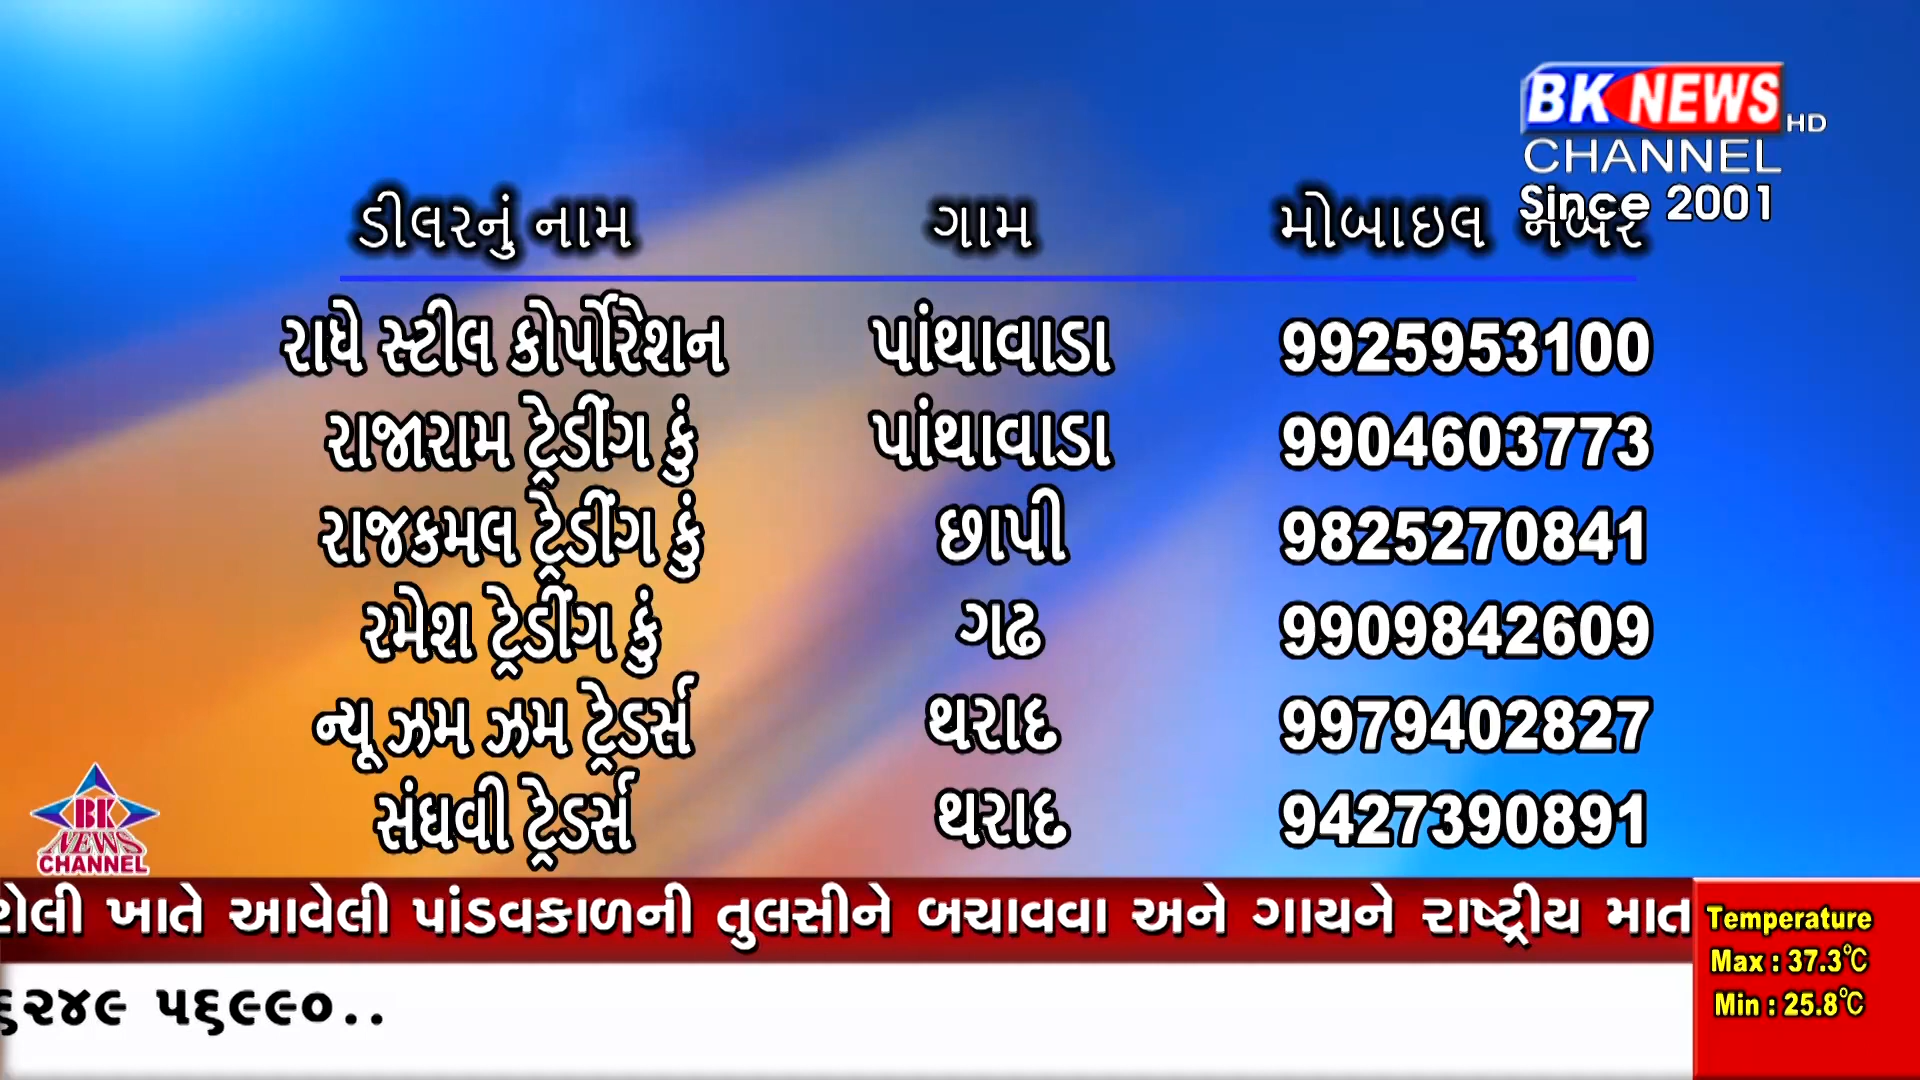 BK NEWS HD
CHANNEL
Since 2001
ડીલરનું નામ ગામ મોબાઇલ નંબર
રાધે સ્ટીલ કોર્પોરેશન પાંથાવાડા 9925953100
રાજારામ ટ્રેડીંગ કું પાંથાવાડા 9904603773
રાજકમલ ટ્રેડીંગ કું છાપી 9825270841
રમેશ ટ્રેડીંગ કું ગઢ 9909842609
ન્યૂ ઝમ ઝમ ટ્રેડર્સ થરાદ 9979402827
સંઘવી ટ્રેડર્સ થરાદ 9427390891
BK
NEWS
CHANNEL
ખાતે આવેલી પાંડવકાળની તુલસીને બચાવવા અને ગાયને રાષ્ટ્રીય માત
Temperature
Max : 37.3℃
Min : 25.8℃
૬૨૪૯ ૫૬૯૯૦..